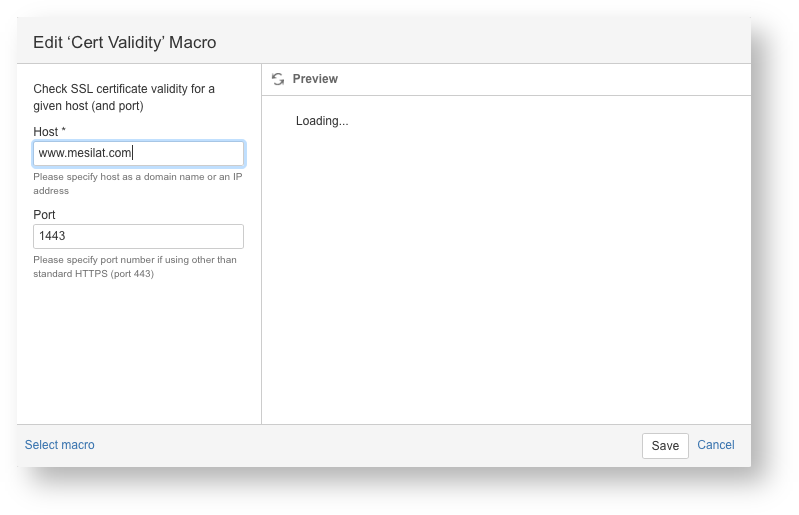 Edit ‘Cert Validity’ Macro
Check SSL certificate validity for a
given host (and port)
Host *
www.mesilat.com
Please specify host as a domain name or an IP
address
Port
1443
Please specify port number if using other than
standard HTTPS (port 443)
Preview
Loading...
Select macro
Save
Cancel